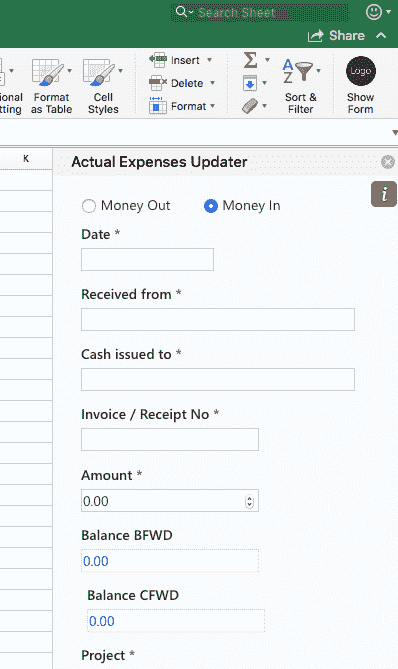 Search Sheet
Share
Insert
Delete
Format
ional
tting
Format
as Table
Cell
Styles
Sort &
Filter
Logo
Show
Form
A
Z
K
Actual Expenses Updater
i
Money Out
Money In
Date *
Received from *
Cash issued to *
Invoice / Receipt No *
Amount *
0.00
Balance BFWD
0.00
Balance CFWD
0.00
Project *